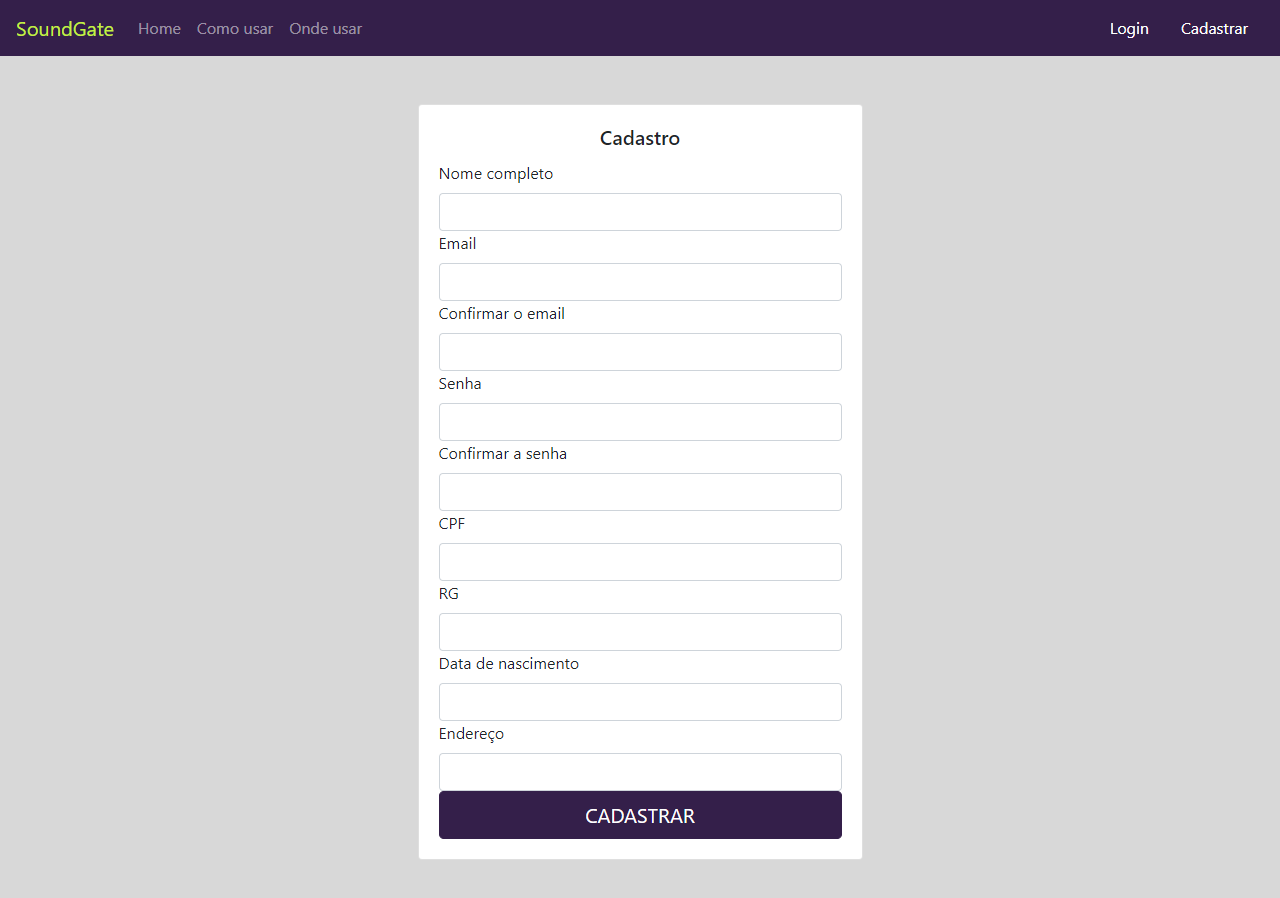 SoundGate Home Como usar Onde usar Login Cadastrar
Cadastro
Nome completo
Email
Confirmar o email
Senha
Confirmar a senha
CPF
RG
Data de nascimento
Endereço
CADASTRAR